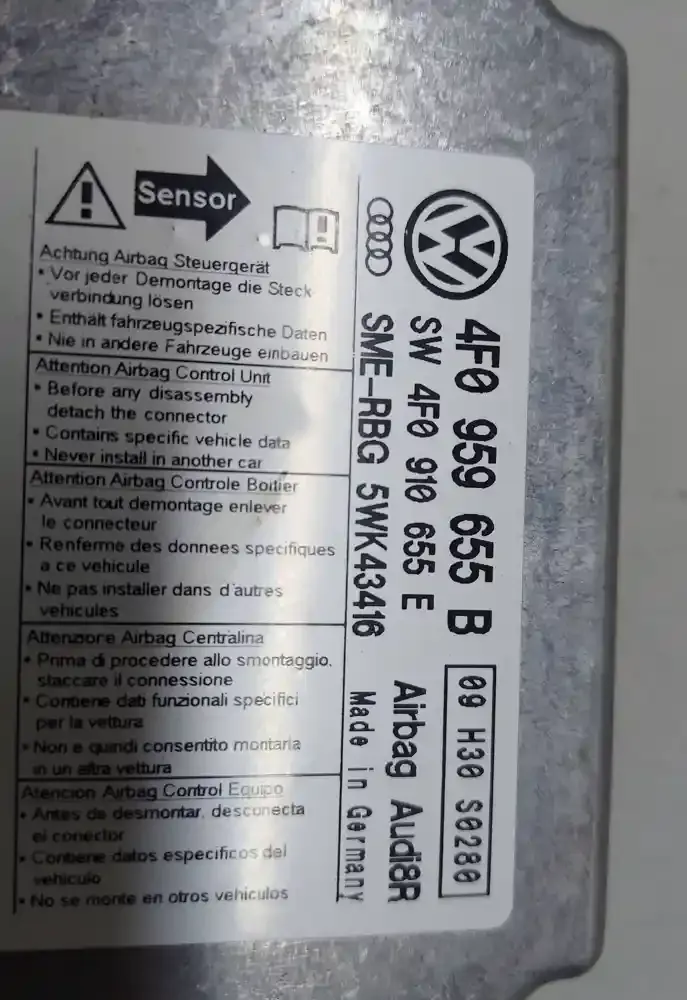 Sensor
Achtung Airbag Steuergerät
• Vor jeder Demontage die Steck
verbindung lösen
• Enthält fahrzeugspezifische Daten
• Nie in andere Fahrzeuge einbauen
Attention Airbag Control Unit
• Before any disassembly
detach the connector
• Contains specific vehicle data
• Never install in another car
Attention Airbag Controle Boitier
• Avant tout demontage enlever
le connecteur
• Renferme des donnees specifiques
a ce vehicule
• Ne pas installer dans d'autres
vehicules
Attenzione Airbag Centralina
• Prima di procedere allo smontaggio,
staccare il connessione
• Contiene dati funzionali specifici
per la vettura
• Non e quindi consentito montarla
in un altra vettura
Atencion Airbag Control Equipo
• Antes de desmontar, desconecta
el conector
• Contiene datos especificos del
vehiculo
• No se monte en otros vehiculos
4F0 959 655 B 09 H30 S0280
SW 4F0 910 655 E Airbag Audi8R
SME-RBG 5WK43416 Made in Germany